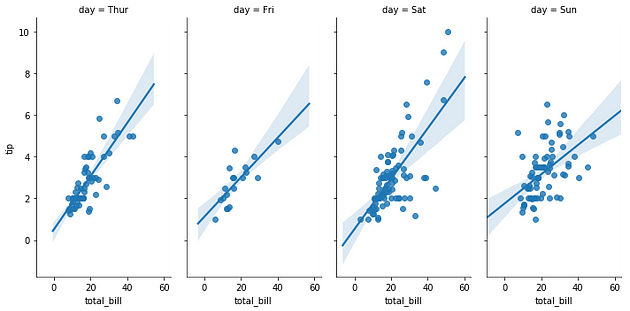 day = Thur day = Fri day = Sat day = Sun
10
8
6
tip
4
2
0
0 20 40 60 0 20 40 60 0 20 40 60 0 20 40 60
total_bill total_bill total_bill total_bill